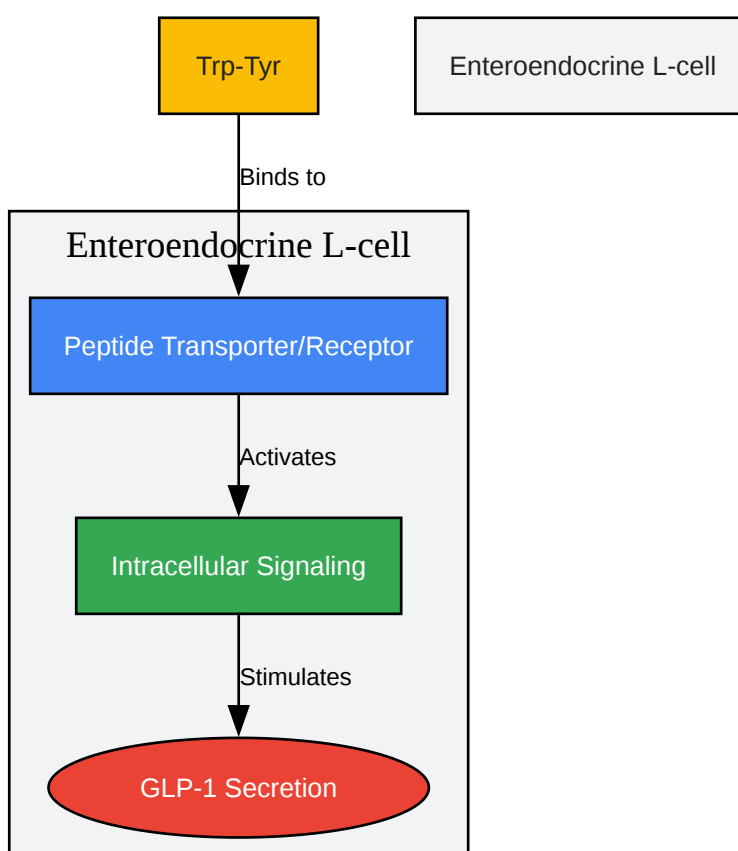 Trp-Tyr
Enteroendocrine L-cell
Binds to
Enteroendocrine L-cell
Peptide Transporter/Receptor
Activates
Intracellular Signaling
Stimulates
GLP-1 Secretion